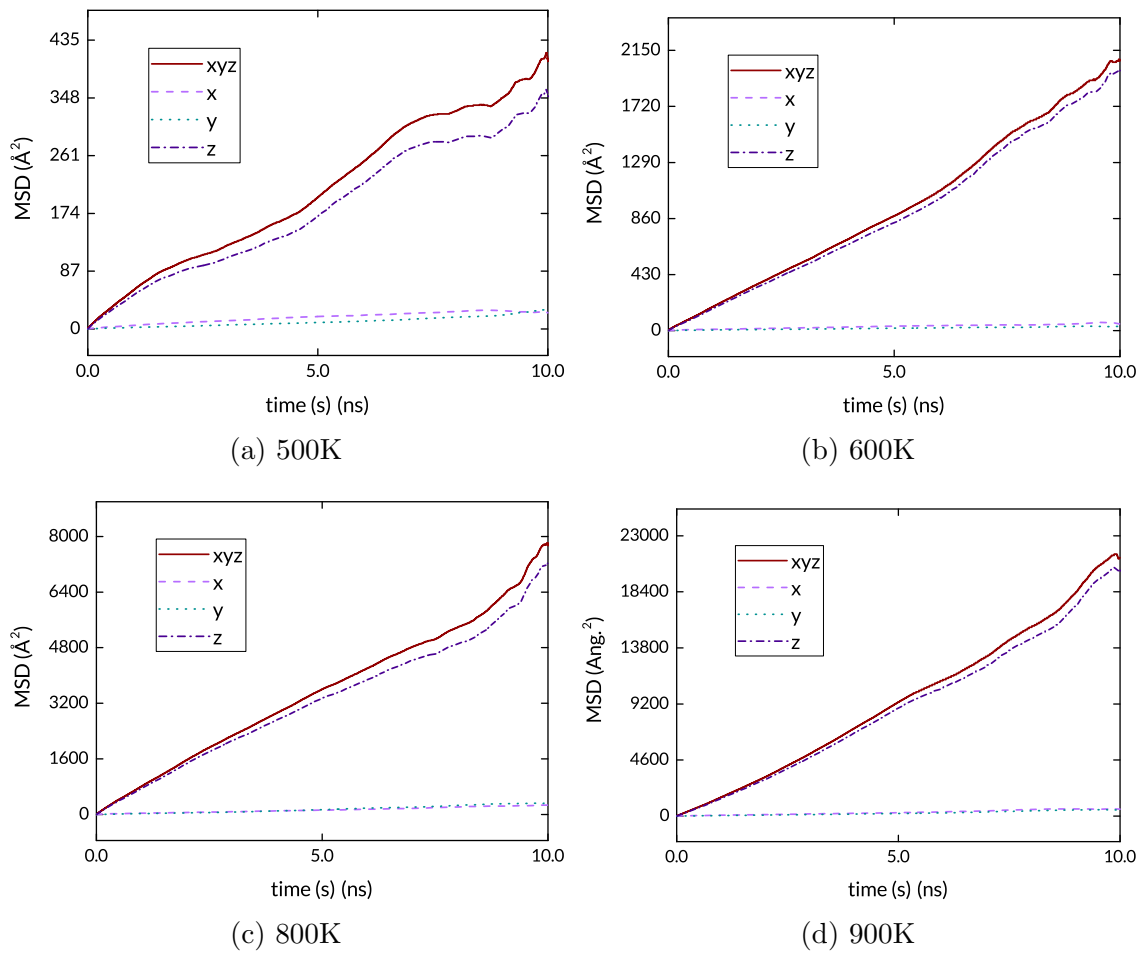 435
348
261
174
87
0
MSD (Å²)
xyz
x
y
z
0.0 5.0 10.0
time (s) (ns)
(a) 500K
2150
1720
1290
860
430
0
MSD (Å²)
xyz
x
y
z
0.0 5.0 10.0
time (s) (ns)
(b) 600K
8000
6400
4800
3200
1600
0
MSD (Å²)
xyz
x
y
z
0.0 5.0 10.0
time (s) (ns)
(c) 800K
23000
18400
13800
9200
4600
0
MSD (Ang.²)
xyz
x
y
z
0.0 5.0 10.0
time (s) (ns)
(d) 900K